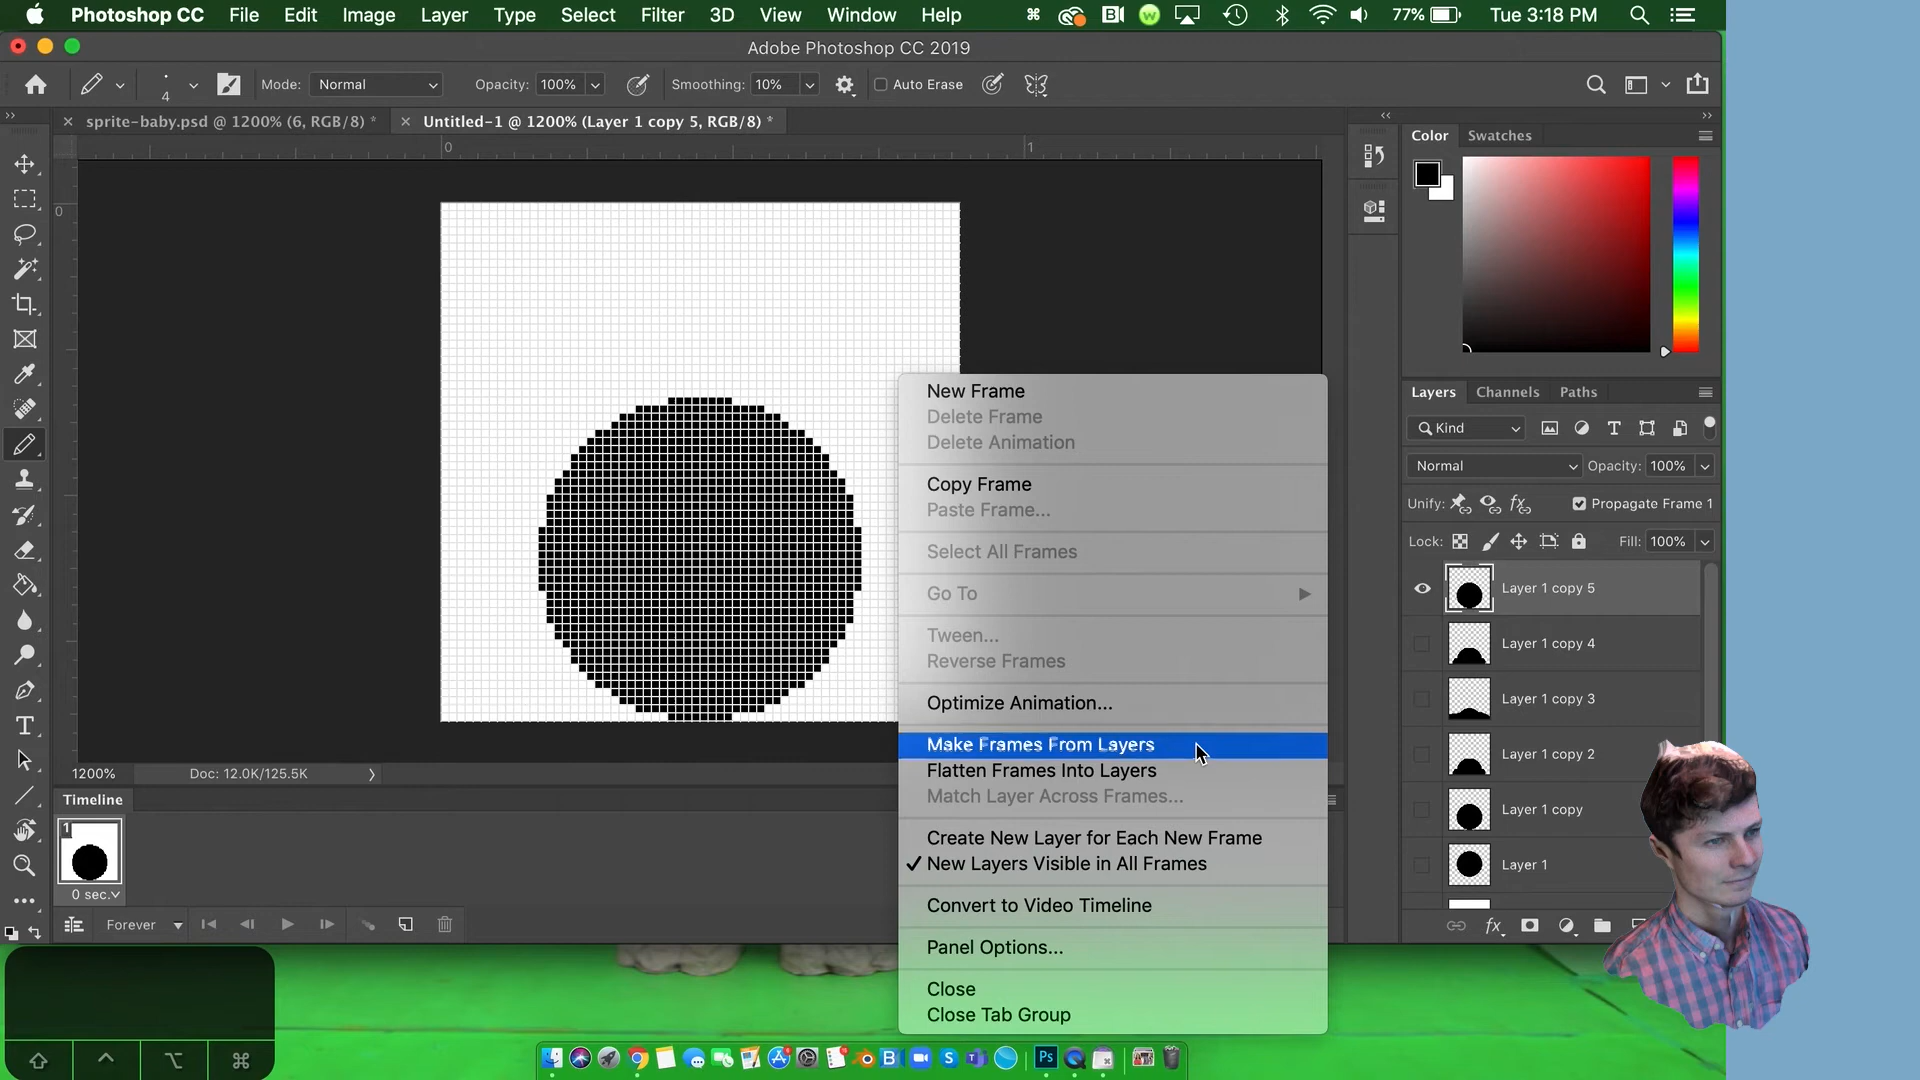 Photoshop CC File Edit Image Layer Type Select Filter 3D View Window Help 77% Tue 3:18 PM
Adobe Photoshop CC 2019
4 Mode: Normal Opacity: 100% Smoothing: 10% Auto Erase
sprite-baby.psd @ 1200% (6, RGB/8) * Untitled-1 @ 1200% (Layer 1 copy 5, RGB/8) *
0 1
0
Color Swatches
New Frame
Delete Frame
Delete Animation
Copy Frame
Paste Frame...
Select All Frames
Go To
Tween...
Reverse Frames
Optimize Animation...
Make Frames From Layers
Flatten Frames Into Layers
Match Layer Across Frames...
Create New Layer for Each New Frame
New Layers Visible in All Frames
Convert to Video Timeline
Panel Options...
Close
Close Tab Group
Layers Channels Paths
Kind
Normal Opacity: 100%
Unify: Propagate Frame 1
Lock: Fill: 100%
Layer 1 copy 5
Layer 1 copy 4
Layer 1 copy 3
Layer 1 copy 2
Layer 1 copy
Layer 1
1200% Doc: 12.0K/125.5K
Timeline
1
0 sec.
Forever
Ps